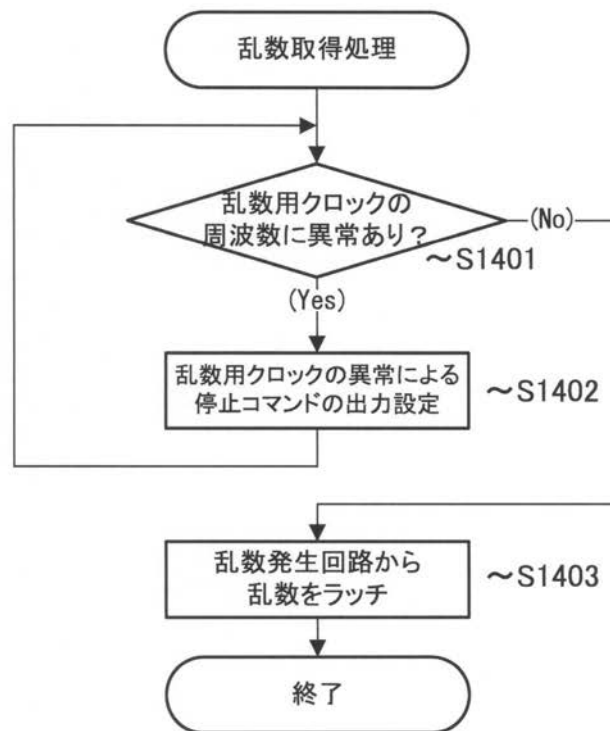 乱数取得処理
乱数用クロックの
周波数に異常あり？
(No)
～S1401
(Yes)
乱数用クロックの異常による
停止コマンドの出力設定
～S1402
乱数発生回路から
乱数をラッチ
～S1403
終了